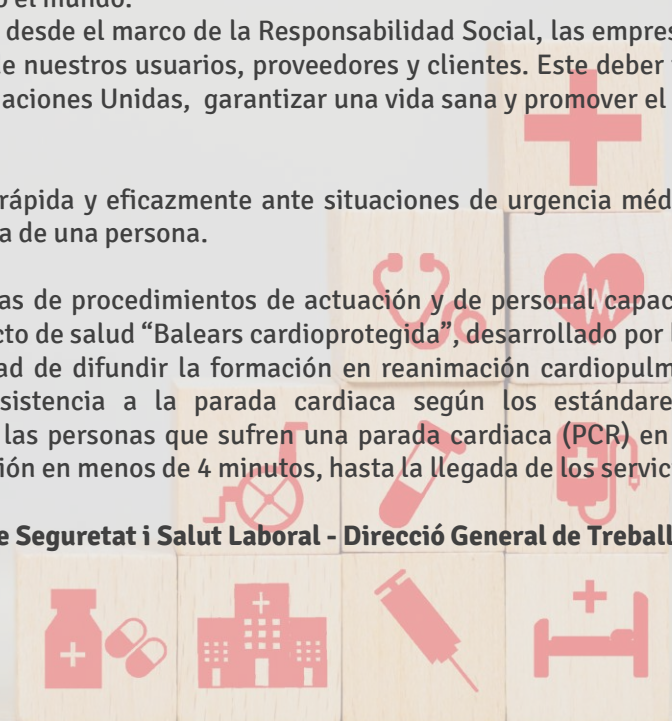 o el mundo.
desde el marco de la Responsabilidad Social, las empres
e nuestros usuarios, proveedores y clientes. Este deber
aciones Unidas, garantizar una vida sana y promover el
rápida y eficazmente ante situaciones de urgencia méd
a de una persona.
as de procedimientos de actuación y de personal capac
cto de salud “Balears cardioprotegida”, desarrollado por
ad de difundir la formación en reanimación cardiopulm
sistencia a la parada cardiaca según los estándare
las personas que sufren una parada cardiaca (PCR) en
ión en menos de 4 minutos, hasta la llegada de los servic
e Seguretat i Salut Laboral - Direcció General de Treball